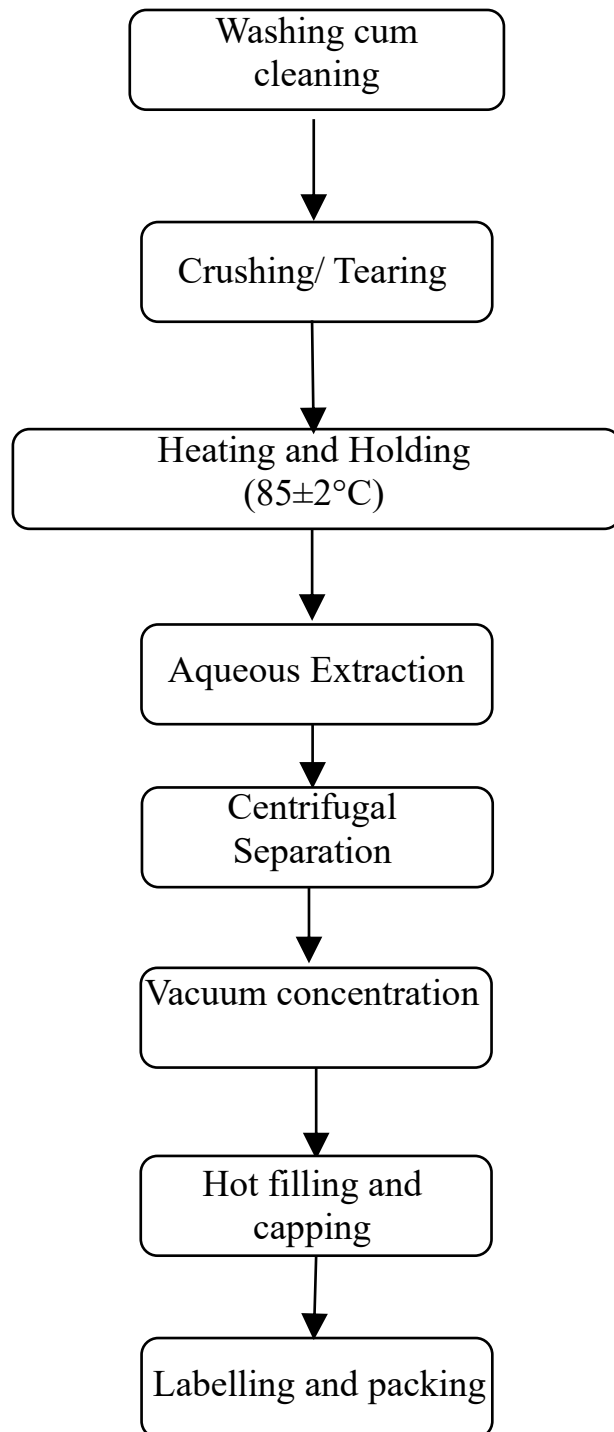 Washing cum
cleaning
Crushing/ Tearing
Heating and Holding
(85±2°C)
Aqueous Extraction
Centrifugal
Separation
Vacuum concentration
Hot filling and
capping
Labelling and packing